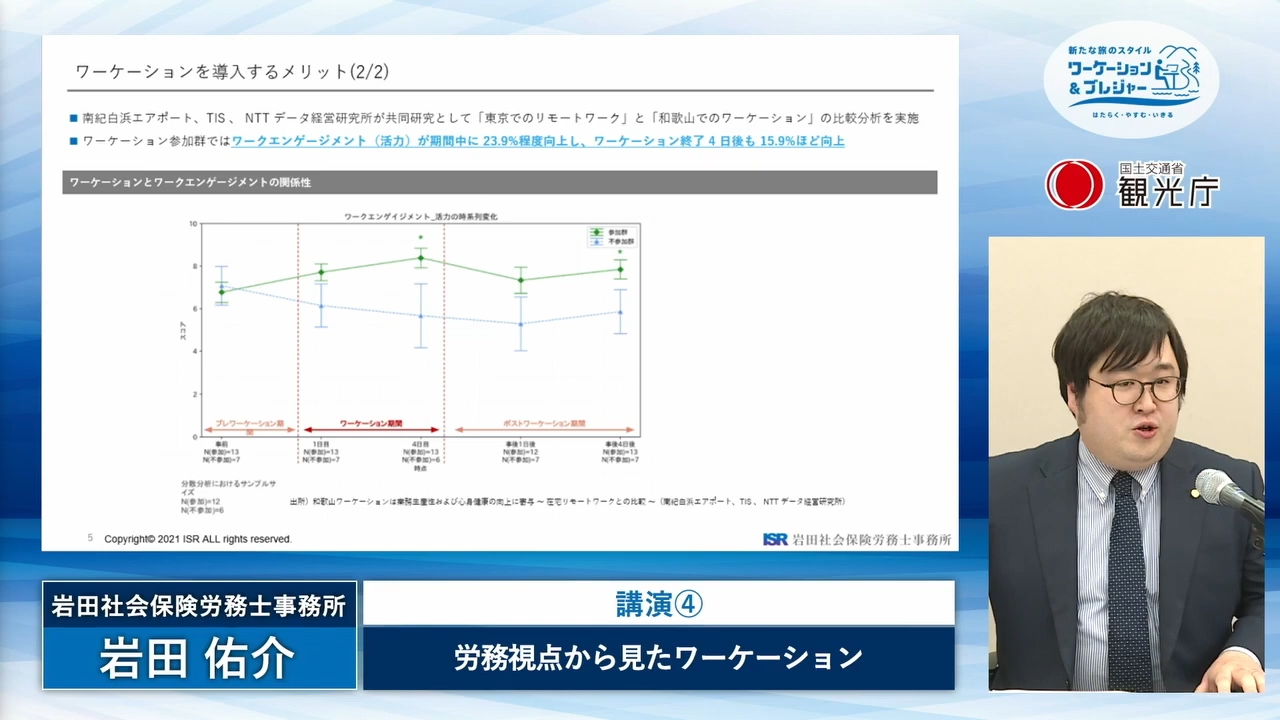 ワーケーションを導入するメリット(2/2)
■ 南紀白浜エアポート、TIS 、 NTT データ経営研究所が共同研究として「東京でのリモートワーク」と「和歌山でのワーケーション」の比較分析を実施
■ ワーケーション参加群ではワークエンゲージメント（活力）が期間中に 23.9%程度向上し、ワーケーション終了 4 日後も 15.9%ほど向上
ワーケーションとワークエンゲージメントの関係性
ワークエンゲイジメント_活力の時系列変化
参加群
不参加群
スコア
10
8
6
4
2
0
プレワーケーション期
間
ワーケーション期間
ポストワーケーション期間
事前
N(参加)=13
N(不参加)=7
1日目
N(参加)=13
N(不参加)=7
4日目
N(参加)=13
N(不参加)=6
事後1日後
N(参加)=12
N(不参加)=7
事後4日後
N(参加)=13
N(不参加)=7
時点
分散分析におけるサンプルサ
イズ
N(参加)=12
N(不参加)=6
出所）和歌山ワーケーションは業務生産性および心身健康の向上に寄与 ～ 在宅リモートワークとの比較 ～（南紀白浜エアポート、TIS 、 NTT データ経営研究所）
5 Copyright© 2021 ISR ALL rights reserved.
ISR 岩田社会保険労務士事務所
新たな旅のスタイル
ワーケーション
&ブレジャー
はたらく・やすむ・いきる
国土交通省
観光庁
岩田社会保険労務士事務所
岩田 佑介
講演④
労務視点から見たワーケーション